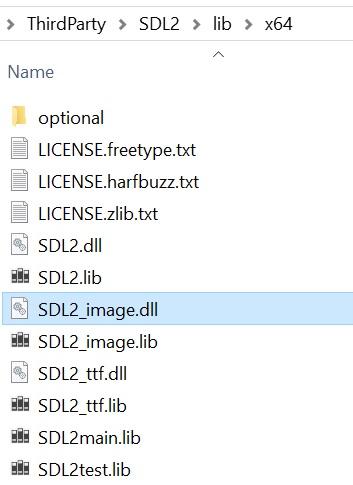 ThirdParty > SDL2 > lib > x64
Name
optional
LICENSE.freetype.txt
LICENSE.harfbuzz.txt
LICENSE.zlib.txt
SDL2.dll
SDL2.lib
SDL2_image.dll
SDL2_image.lib
SDL2_ttf.dll
SDL2_ttf.lib
SDL2main.lib
SDL2test.lib